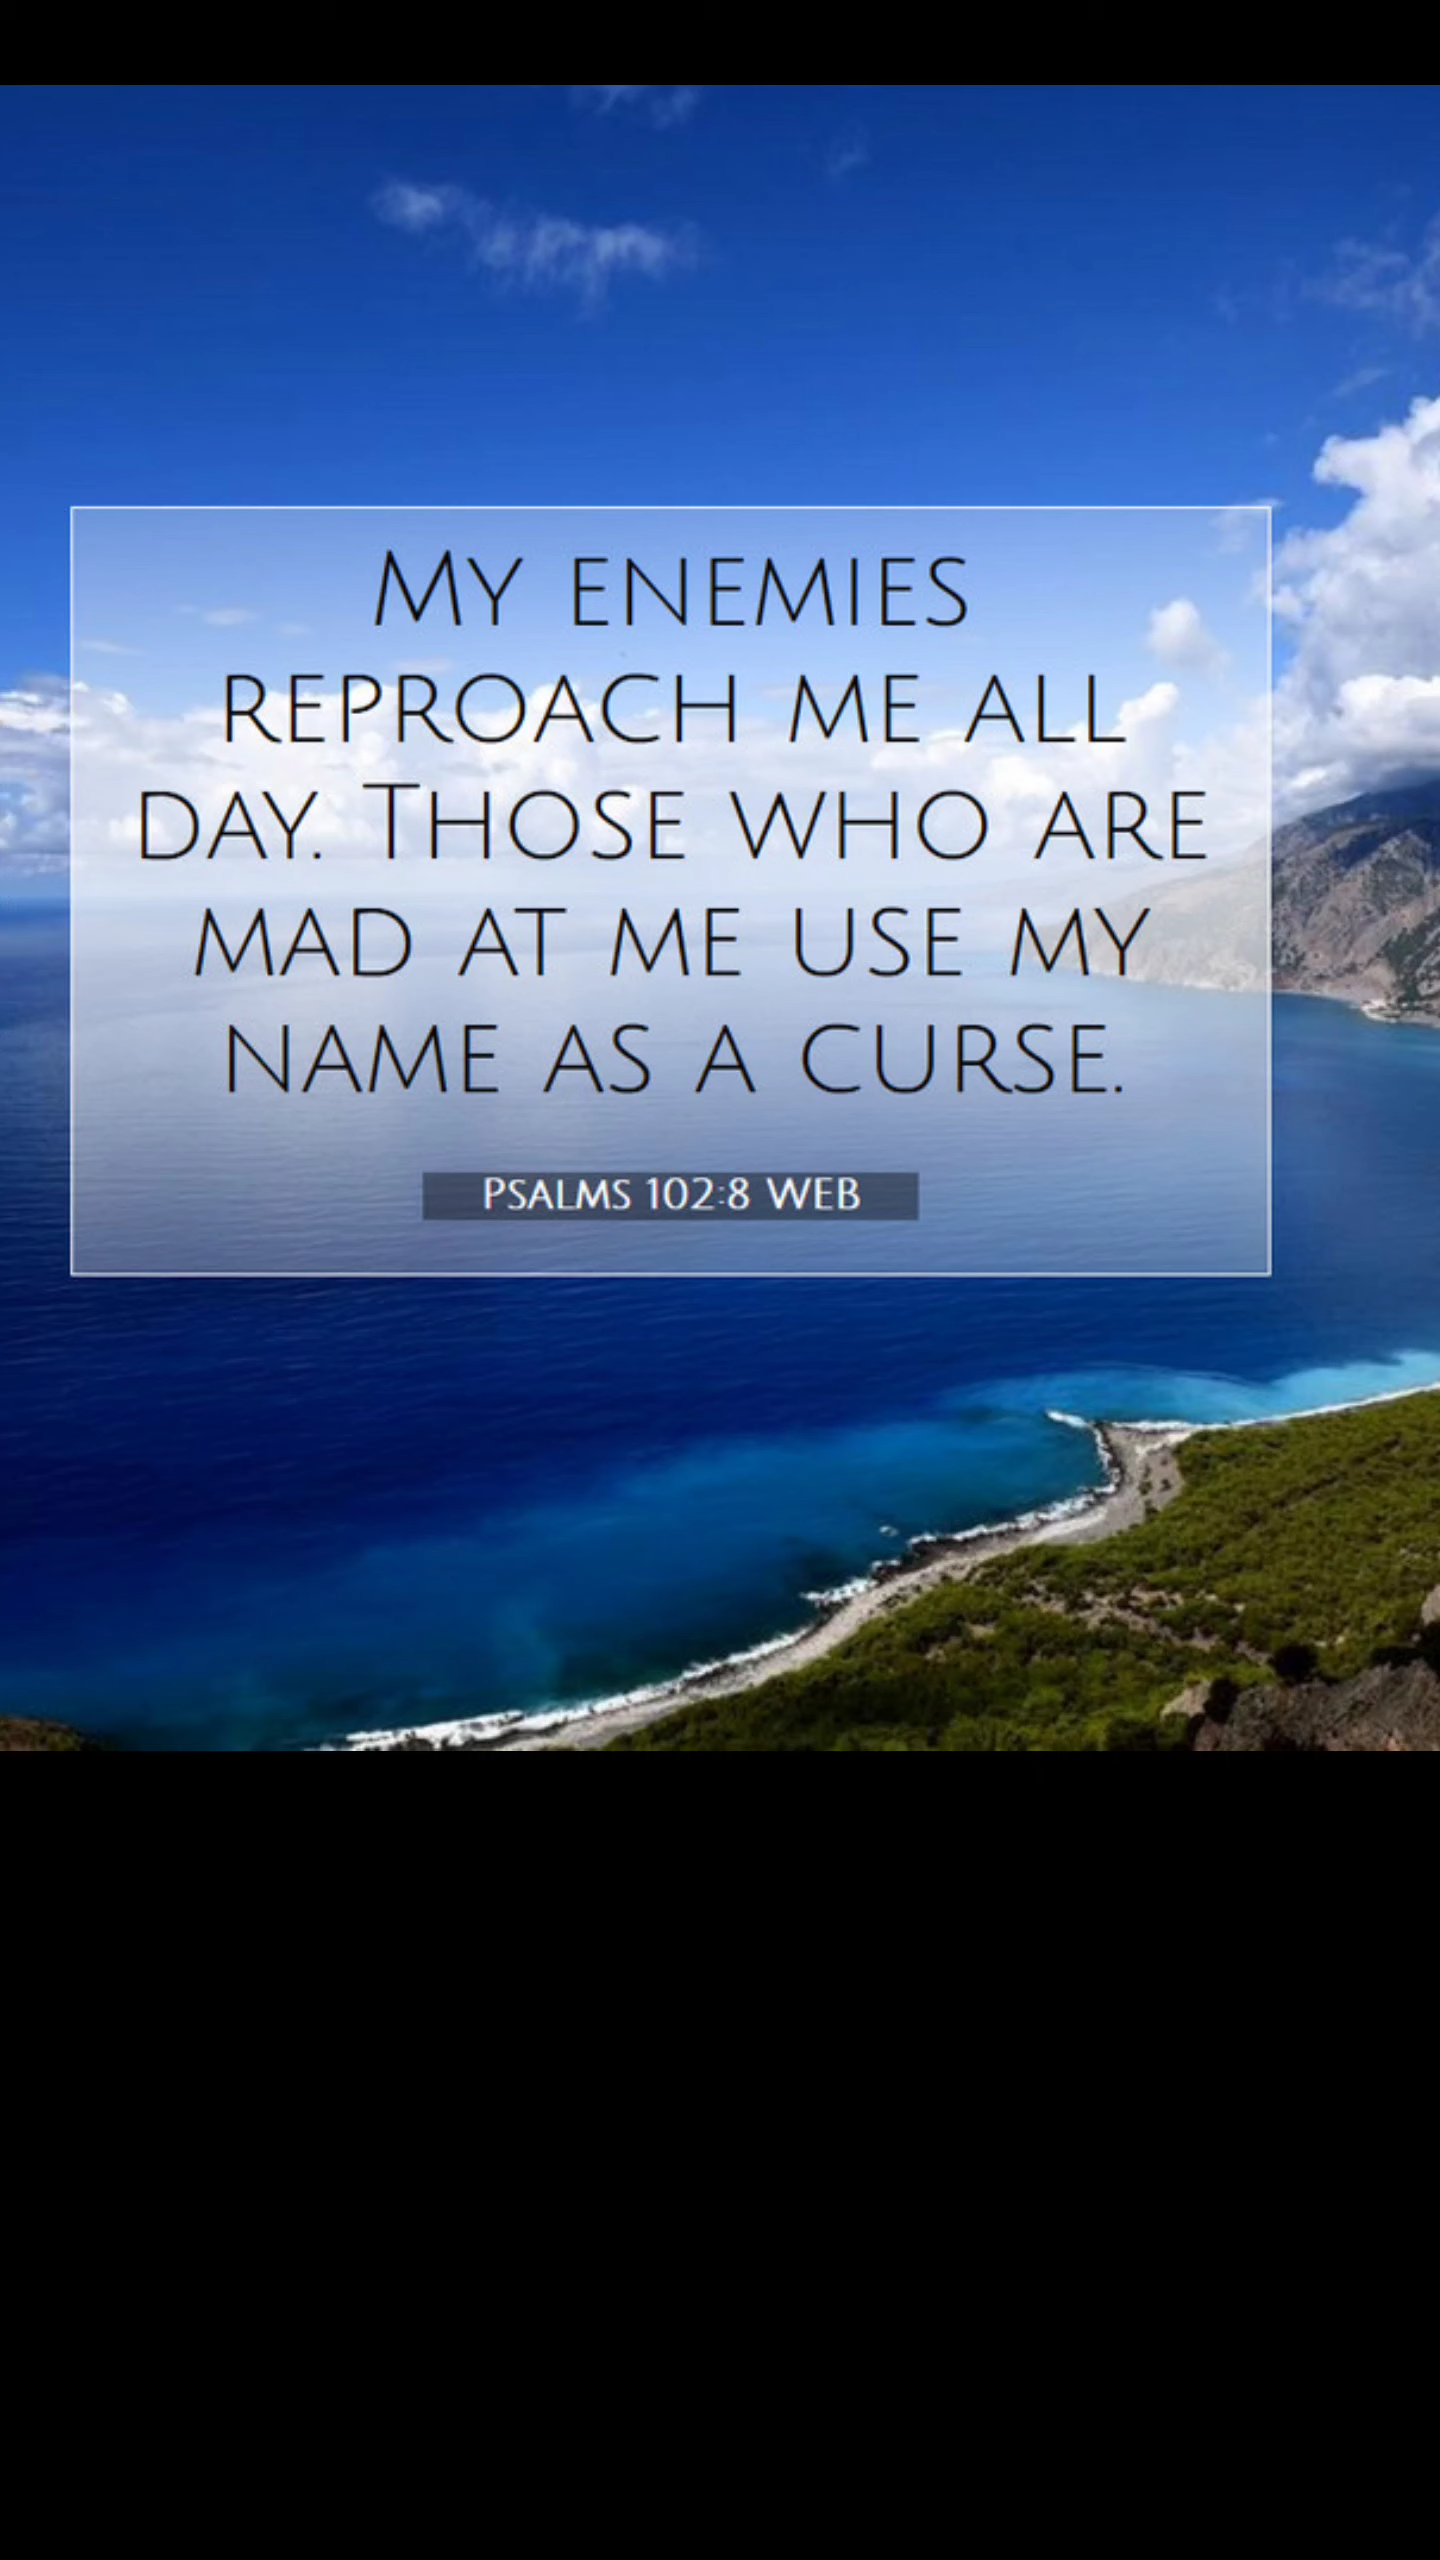 My enemies
reproach me all
day. Those who are
mad at me use my
name as a curse.
Psalms 102:8 WEB